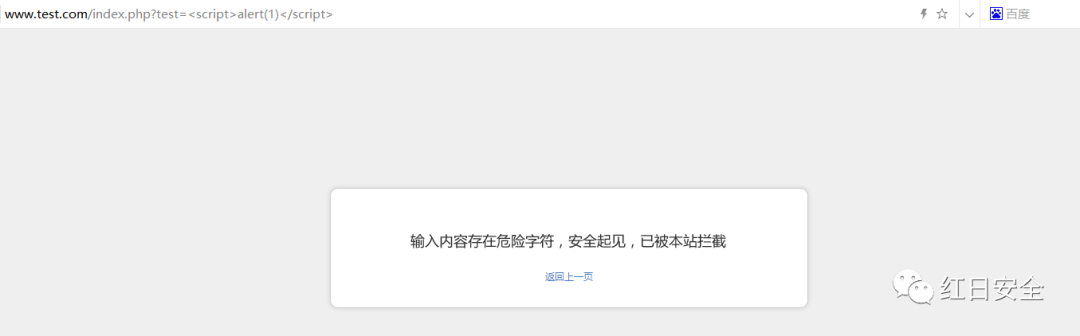 www.test.com/index.php?test=<script>alert(1)</script>
百度
输入内容存在危险字符，安全起见，已被本站拦截
返回上一页
红日安全